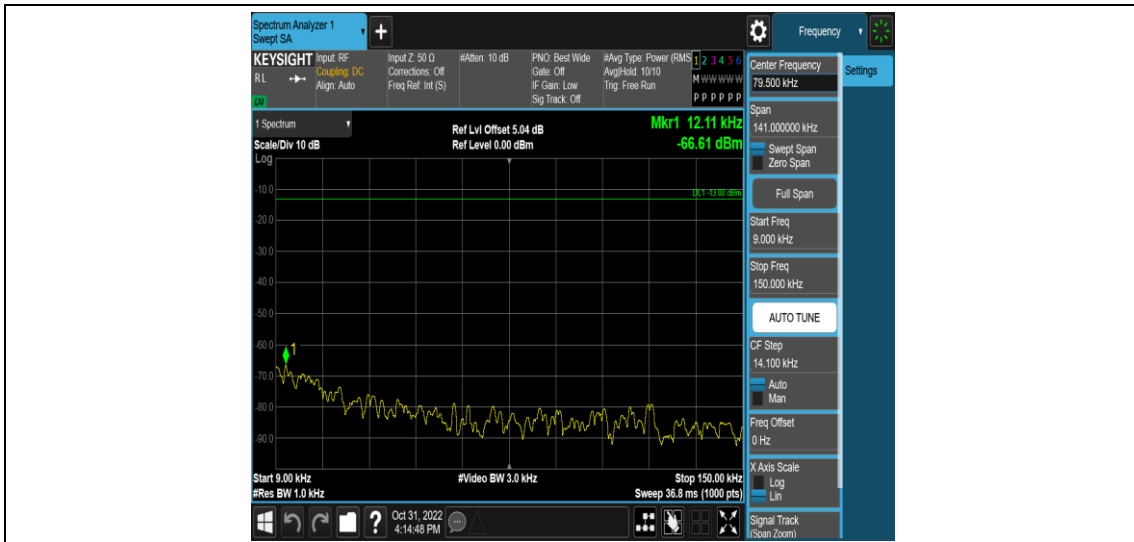 Spectrum Analyzer 1
Swept SA
+
Frequency
KEYSIGHT Input: RF
RL
Coupling: DC
Align: Auto
LXI
Input Z: 50 Ω
Corrections: Off
Freq Ref: Int (S)
#Atten: 10 dB
PNO: Best Wide
Gate: Off
IF Gain: Low
Sig Track: Off
#Avg Type: Power (RMS
Avg|Hold: 10/10
Trig: Free Run
1 2 3 4 5 6
M W W W W W
P P P P P P
1 Spectrum
Scale/Div 10 dB
Log
Ref Lvl Offset 5.04 dB
Ref Level 0.00 dBm
Mkr1 12.11 kHz
-66.61 dBm
DL1 -13.00 dBm
-10.0
-20.0
-30.0
-40.0
-50.0
-60.0
-70.0
-80.0
-90.0
1
Start 9.00 kHz
#Res BW 1.0 kHz
#Video BW 3.0 kHz
Stop 150.00 kHz
Sweep 36.8 ms (1000 pts)
Center Frequency
79.500 kHz
Settings
Span
141.000000 kHz
Swept Span
Zero Span
Full Span
Start Freq
9.000 kHz
Stop Freq
150.000 kHz
AUTO TUNE
CF Step
14.100 kHz
Auto
Man
Freq Offset
0 Hz
X Axis Scale
Log
Lin
Signal Track
(Span Zoom)
?
Oct 31, 2022
4:14:48 PM